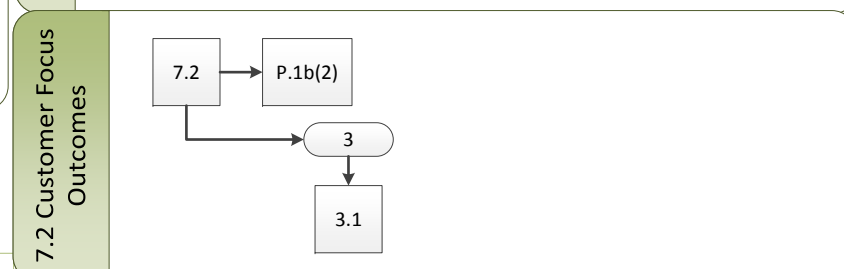 7.2 Customer Focus
Outcomes
7.2
P.1b(2)
3
3.1